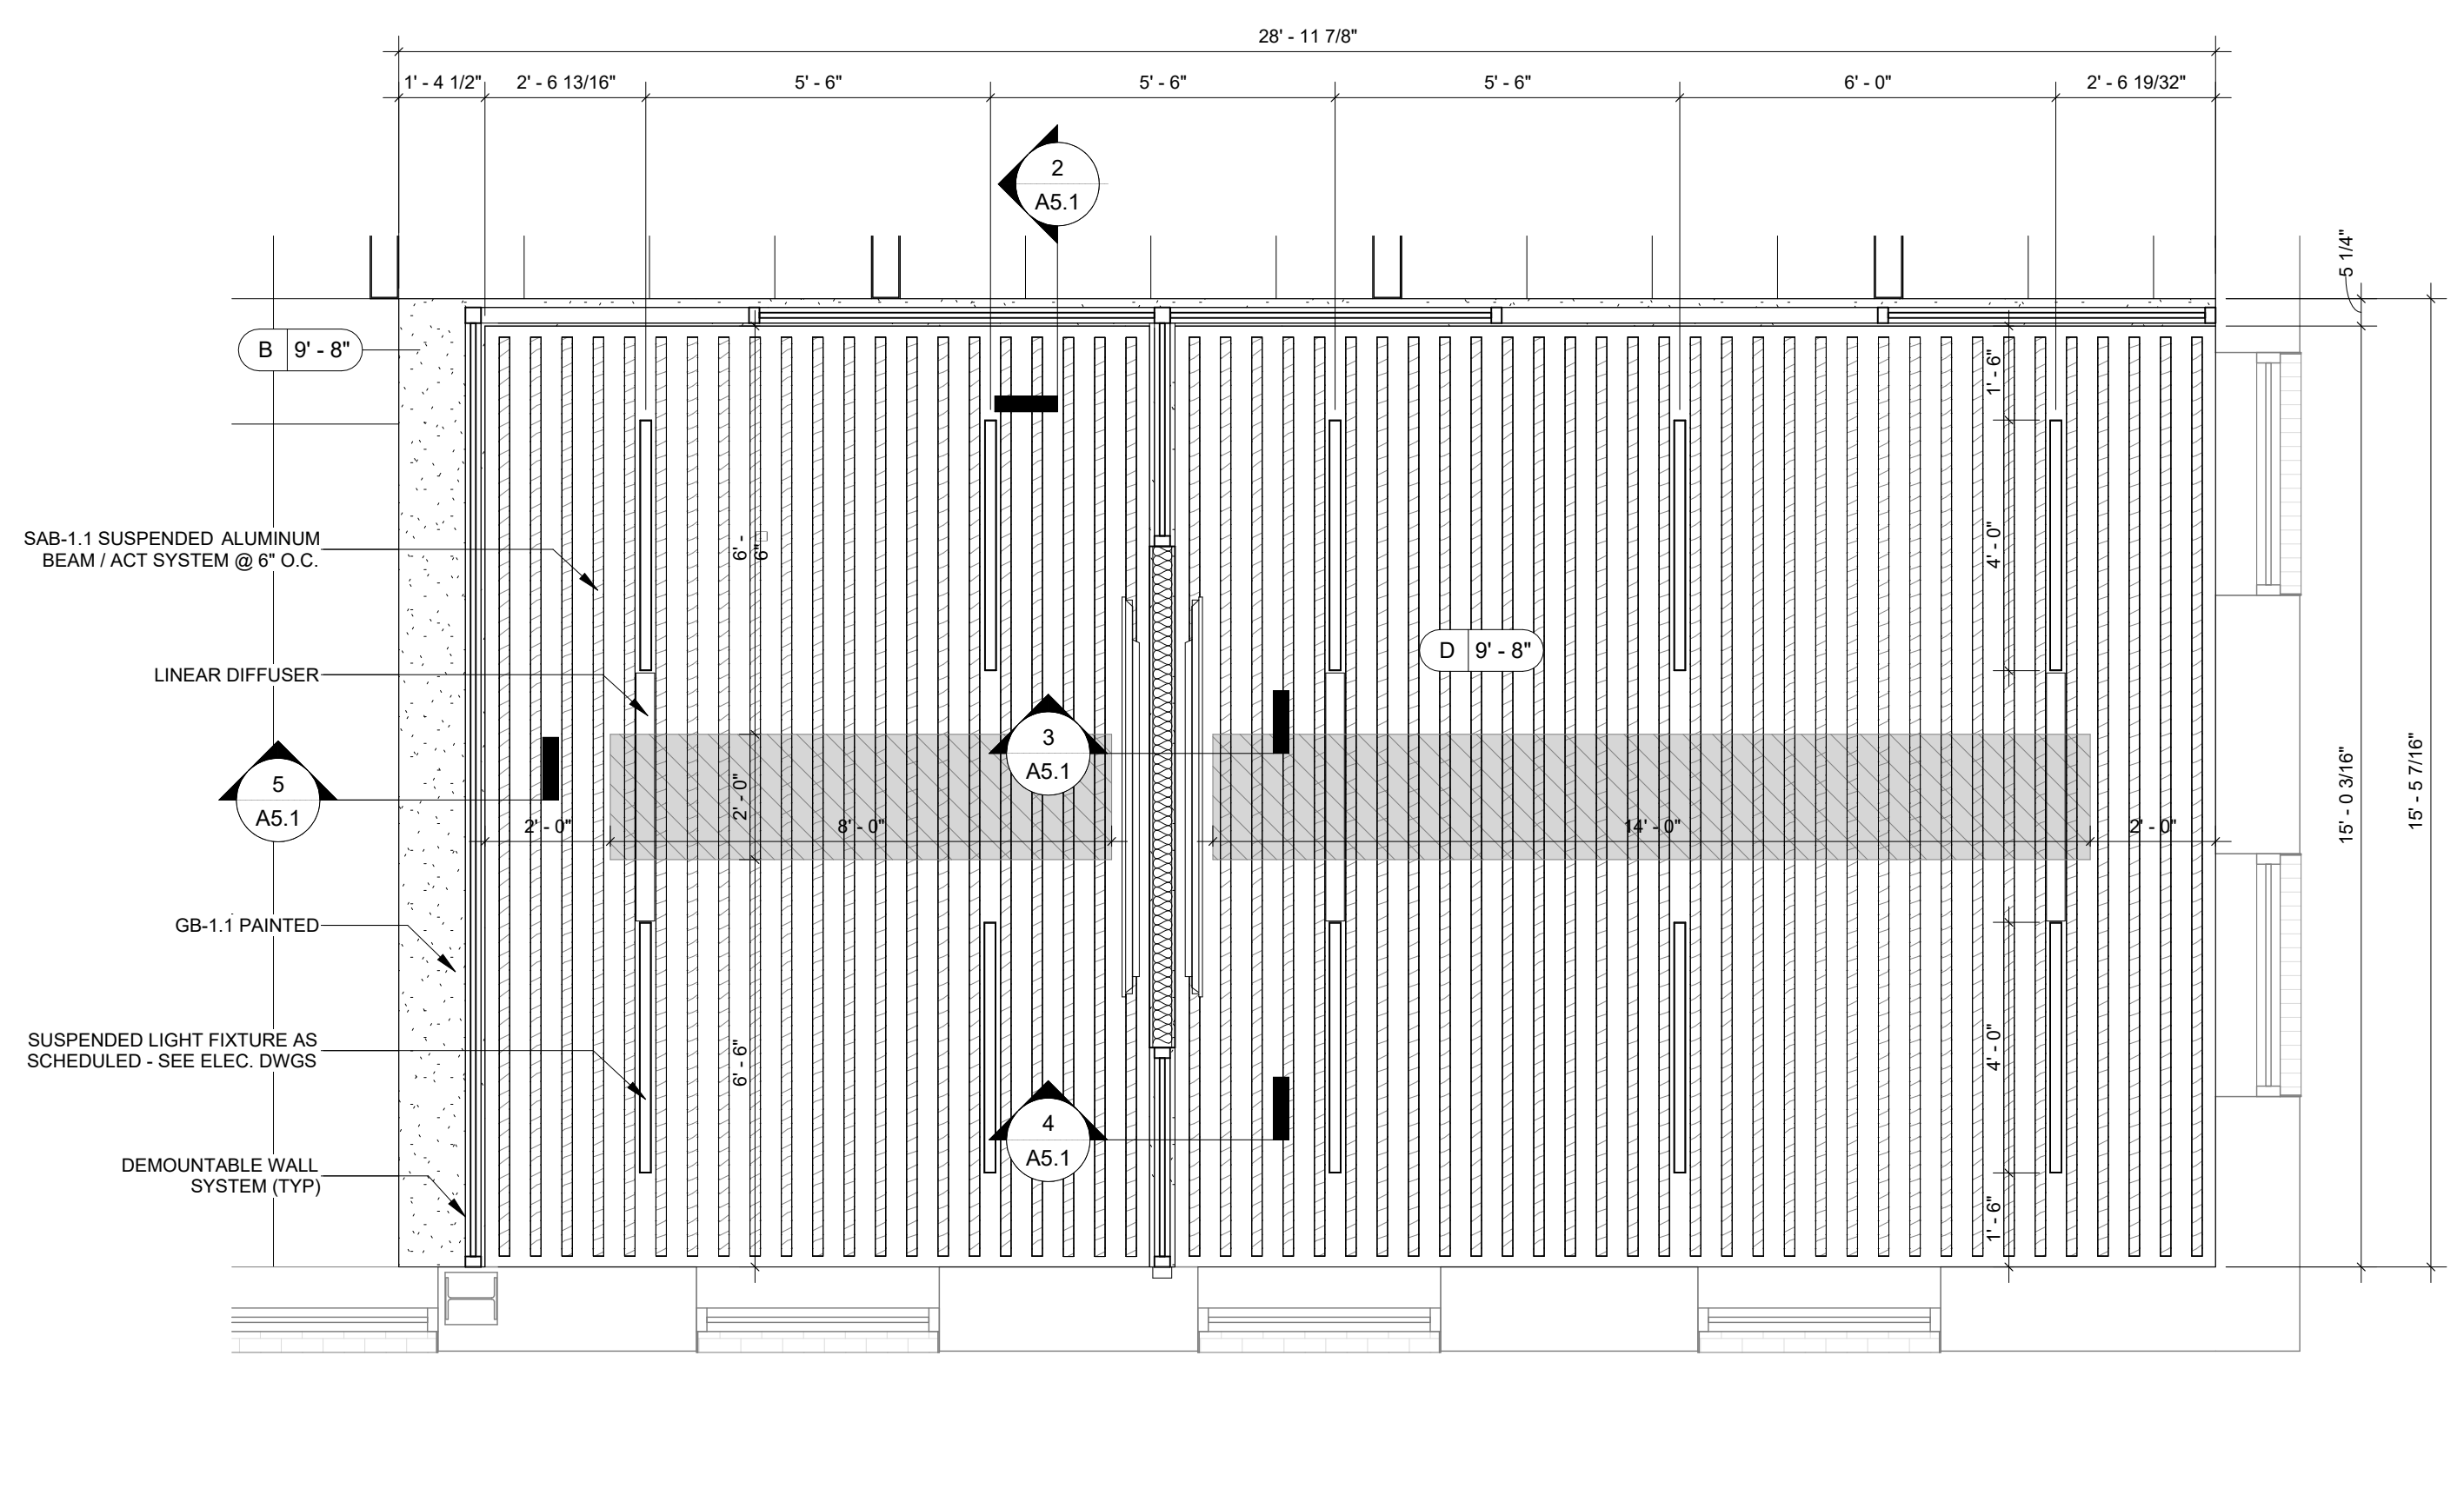 28' - 11 7/8"
1' - 4 1/2"
2' - 6 13/16"
5' - 6"
5' - 6"
5' - 6"
6' - 0"
2' - 6 19/32"
2
A5.1
5 1/4"
B 9' - 8"
1' - 6"
SAB-1.1 SUSPENDED ALUMINUM
BEAM / ACT SYSTEM @ 6" O.C.
6' -
6"
4' - 0"
D 9' - 8"
LINEAR DIFFUSER
3
A5.1
5
A5.1
2' - 0"
2' - 0"
8' - 0"
14' - 0"
2' - 0"
15' - 0 3/16"
15' - 5 7/16"
GB-1.1 PAINTED
SUSPENDED LIGHT FIXTURE AS
SCHEDULED - SEE ELEC. DWGS
6' - 6"
4' - 0"
4
A5.1
DEMOUNTABLE WALL
SYSTEM (TYP)
1' - 6"